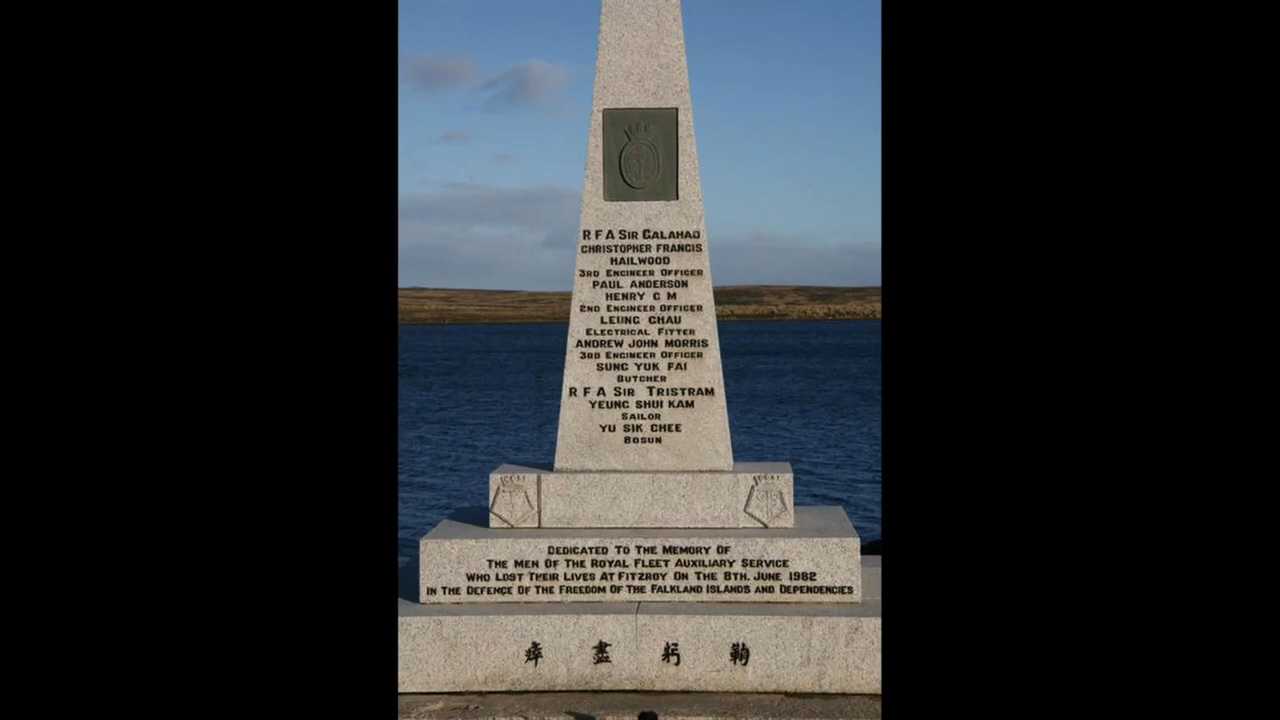 RFA SIR GALAHAD
CHRISTOPHER FRANCIS
HAILWOOD
3RD ENGINEER OFFICER
PAUL ANDERSON
HENRY G M
2ND ENGINEER OFFICER
LEUNG CHAU
ELECTRICAL FITTER
ANDREW JOHN MORRIS
3RD ENGINEER OFFICER
SUNG YUK FAI
BUTCHER
RFA SIR TRISTRAM
YEUNG SHUI KAM
SAILOR
YU SIK CHEE
BOSUN
DEDICATED TO THE MEMORY OF
THE MEN OF THE ROYAL FLEET AUXILIARY SERVICE
WHO LOST THEIR LIVES AT FITZROY ON THE 8TH. JUNE 1982
IN THE DEFENCE OF THE FREEDOM OF THE FALKLAND ISLANDS AND DEPENDENCIES
瘁盡躬鞠